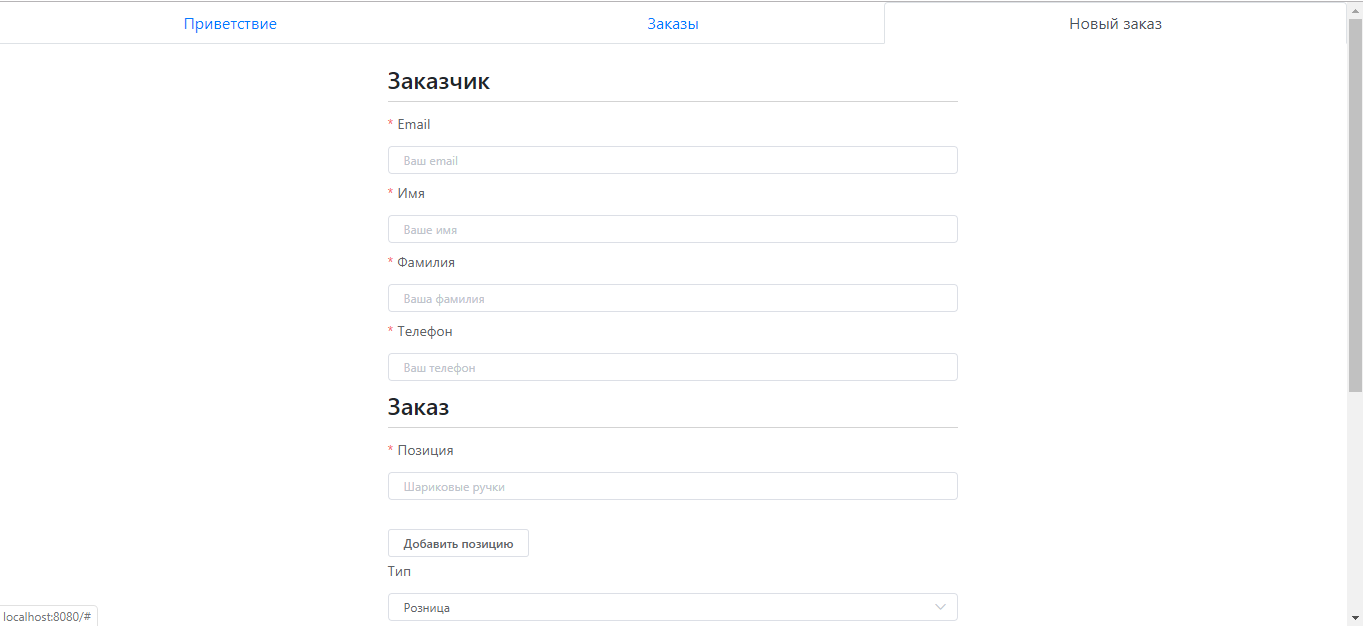 Приветствие Заказы Новый заказ
Заказчик
* Email
Ваш email
* Имя
Ваше имя
* Фамилия
Ваша фамилия
* Телефон
Ваш телефон
Заказ
* Позиция
Шариковые ручки
Добавить позицию
Тип
Розница
localhost:8080/#